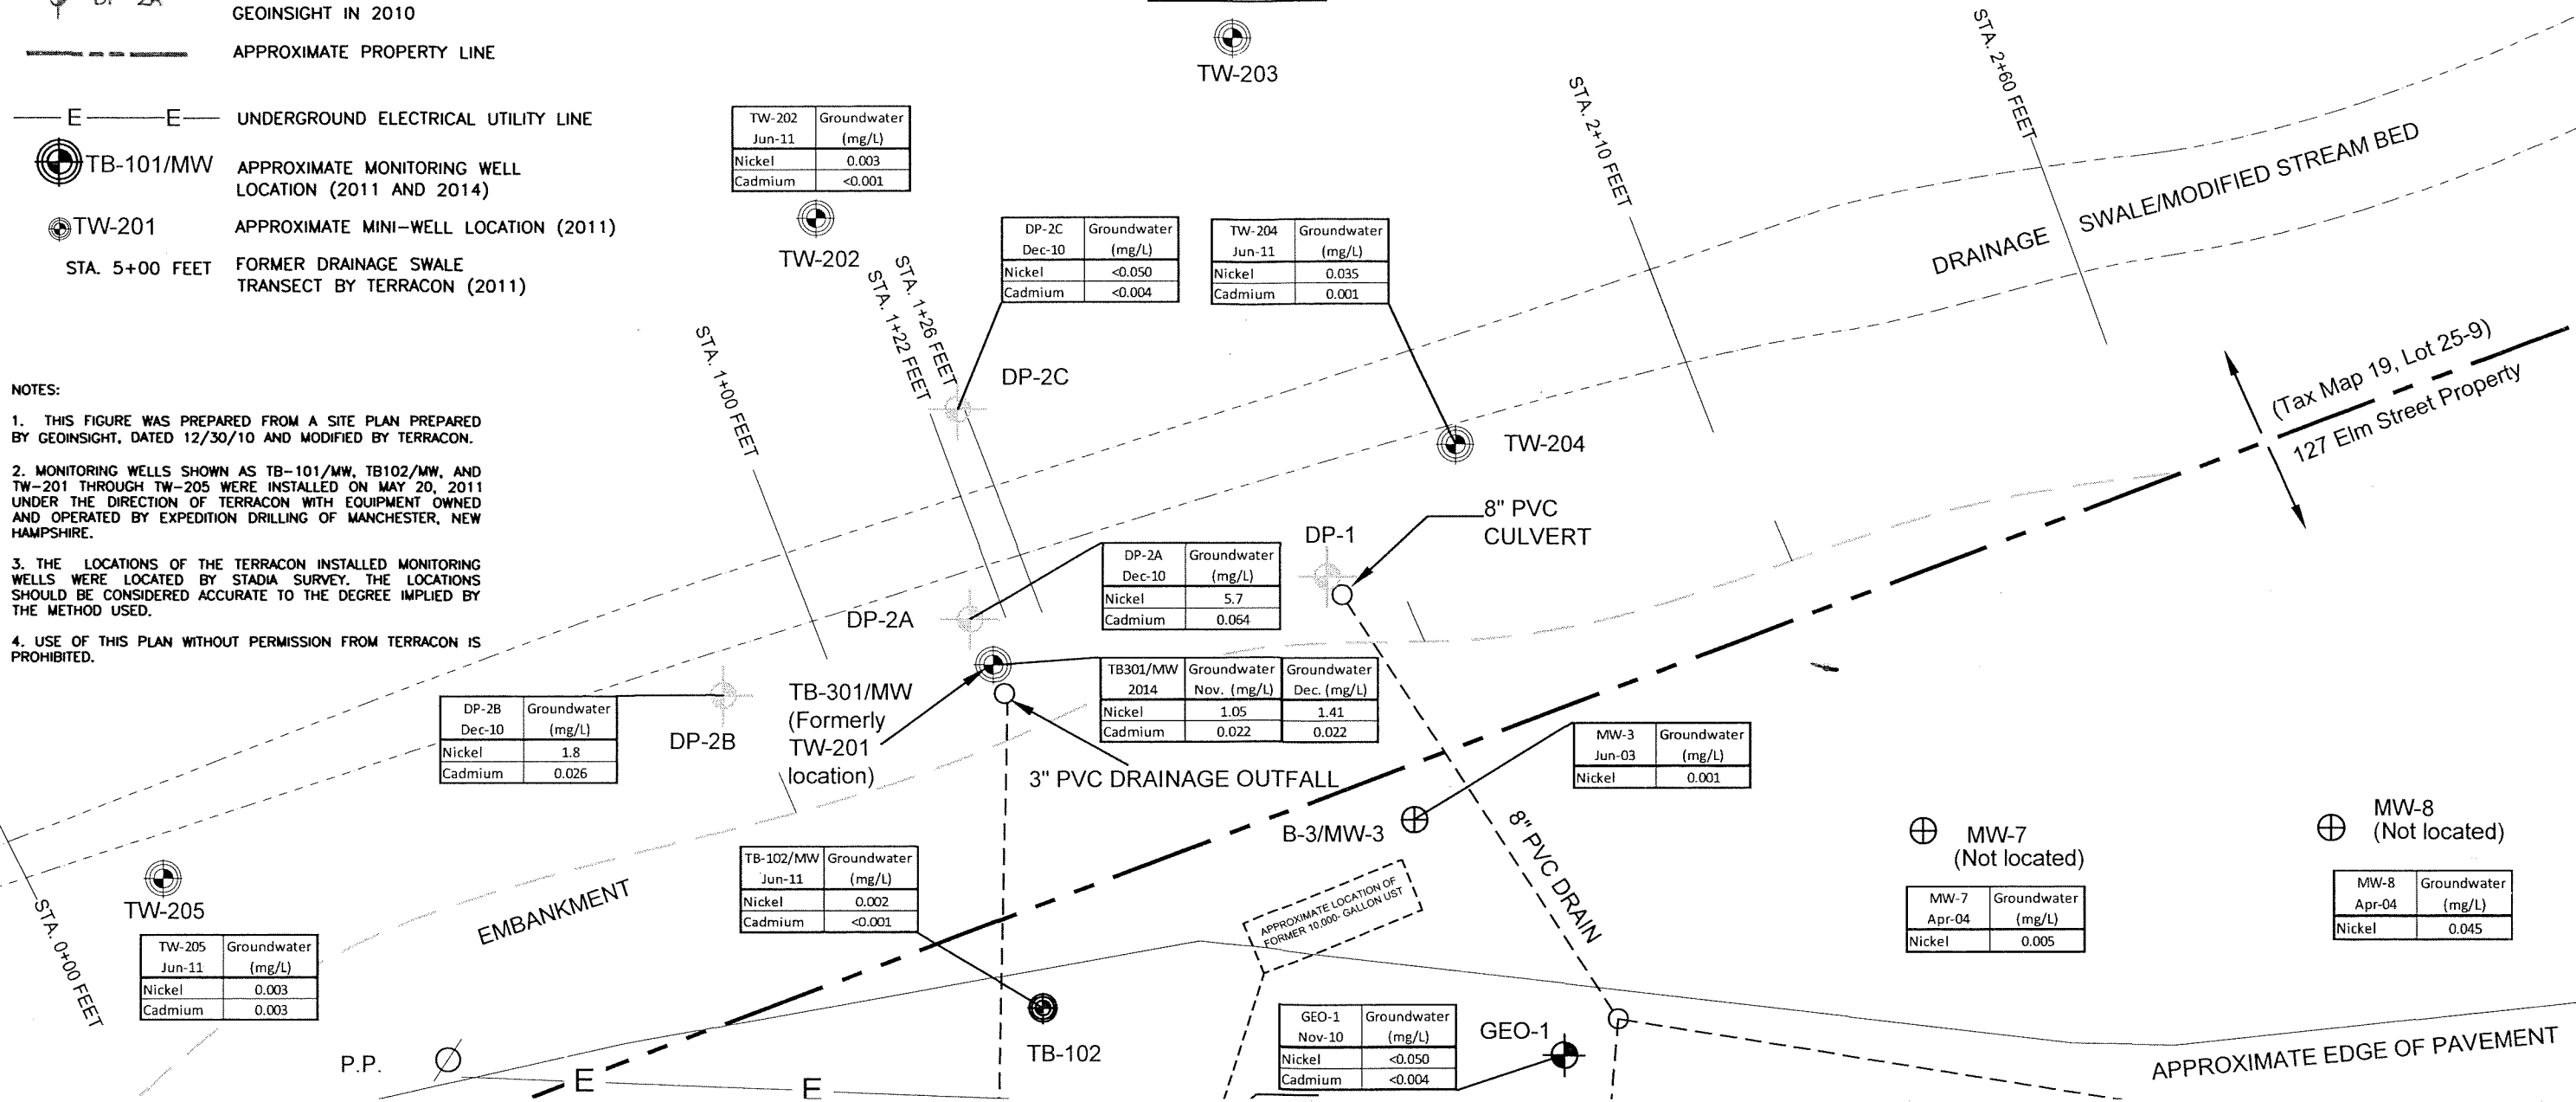 DP-2A
GEOINSIGHT IN 2010
APPROXIMATE PROPERTY LINE
E E UNDERGROUND ELECTRICAL UTILITY LINE
TB-101/MW APPROXIMATE MONITORING WELL
LOCATION (2011 AND 2014)
TW-201 APPROXIMATE MINI-WELL LOCATION (2011)
STA. 5+00 FEET FORMER DRAINAGE SWALE
TRANSECT BY TERRACON (2011)
NOTES:
1. THIS FIGURE WAS PREPARED FROM A SITE PLAN PREPARED
BY GEOINSIGHT, DATED 12/30/10 AND MODIFIED BY TERRACON.
2. MONITORING WELLS SHOWN AS TB-101/MW, TB102/MW, AND
TW-201 THROUGH TW-205 WERE INSTALLED ON MAY 20, 2011
UNDER THE DIRECTION OF TERRACON WITH EQUIPMENT OWNED
AND OPERATED BY EXPEDITION DRILLING OF MANCHESTER, NEW
HAMPSHIRE.
3. THE LOCATIONS OF THE TERRACON INSTALLED MONITORING
WELLS WERE LOCATED BY STADIA SURVEY. THE LOCATIONS
SHOULD BE CONSIDERED ACCURATE TO THE DEGREE IMPLIED BY
THE METHOD USED.
4. USE OF THIS PLAN WITHOUT PERMISSION FROM TERRACON IS
PROHIBITED.
TW-203
TW-202 Groundwater
Jun-11 (mg/L)
Nickel 0.003
Cadmium <0.001
TW-202
STA. 1+00 FEET
STA. 1+22 FEET
STA. 1+26 FEET
STA. 2+10 FEET
STA. 2+60 FEET
DRAINAGE SWALE/MODIFIED STREAM BED
DP-2C Groundwater
Dec-10 (mg/L)
Nickel <0.050
Cadmium <0.004
DP-2C
TW-204 Groundwater
Jun-11 (mg/L)
Nickel 0.035
Cadmium 0.001
TW-204
(Tax Map 19, Lot 25-9)
127 Elm Street Property
8" PVC
CULVERT
DP-1
DP-2A Groundwater
Dec-10 (mg/L)
Nickel 5.7
Cadmium 0.064
DP-2A
TB301/MW Groundwater Groundwater
2014 Nov. (mg/L) Dec. (mg/L)
Nickel 1.05 1.41
Cadmium 0.022 0.022
TB-301/MW
(Formerly
TW-201
location)
3" PVC DRAINAGE OUTFALL
DP-2B Groundwater
Dec-10 (mg/L)
Nickel 1.8
Cadmium 0.026
DP-2B
MW-3 Groundwater
Jun-03 (mg/L)
Nickel 0.001
B-3/MW-3
8" PVC DRAIN
MW-7
(Not located)
MW-7 Groundwater
Apr-04 (mg/L)
Nickel 0.005
MW-8
(Not located)
MW-8 Groundwater
Apr-04 (mg/L)
Nickel 0.045
TB-102/MW Groundwater
Jun-11 (mg/L)
Nickel 0.002
Cadmium <0.001
TB-102
APPROXIMATE LOCATION OF
FORMER 10,000- GALLON UST
EMBANKMENT
TW-205
TW-205 Groundwater
Jun-11 (mg/L)
Nickel 0.003
Cadmium 0.003
STA. 0+00 FEET
P.P.
E
E
GEO-1 Groundwater
Nov-10 (mg/L)
Nickel <0.050
Cadmium <0.004
GEO-1
APPROXIMATE EDGE OF PAVEMENT